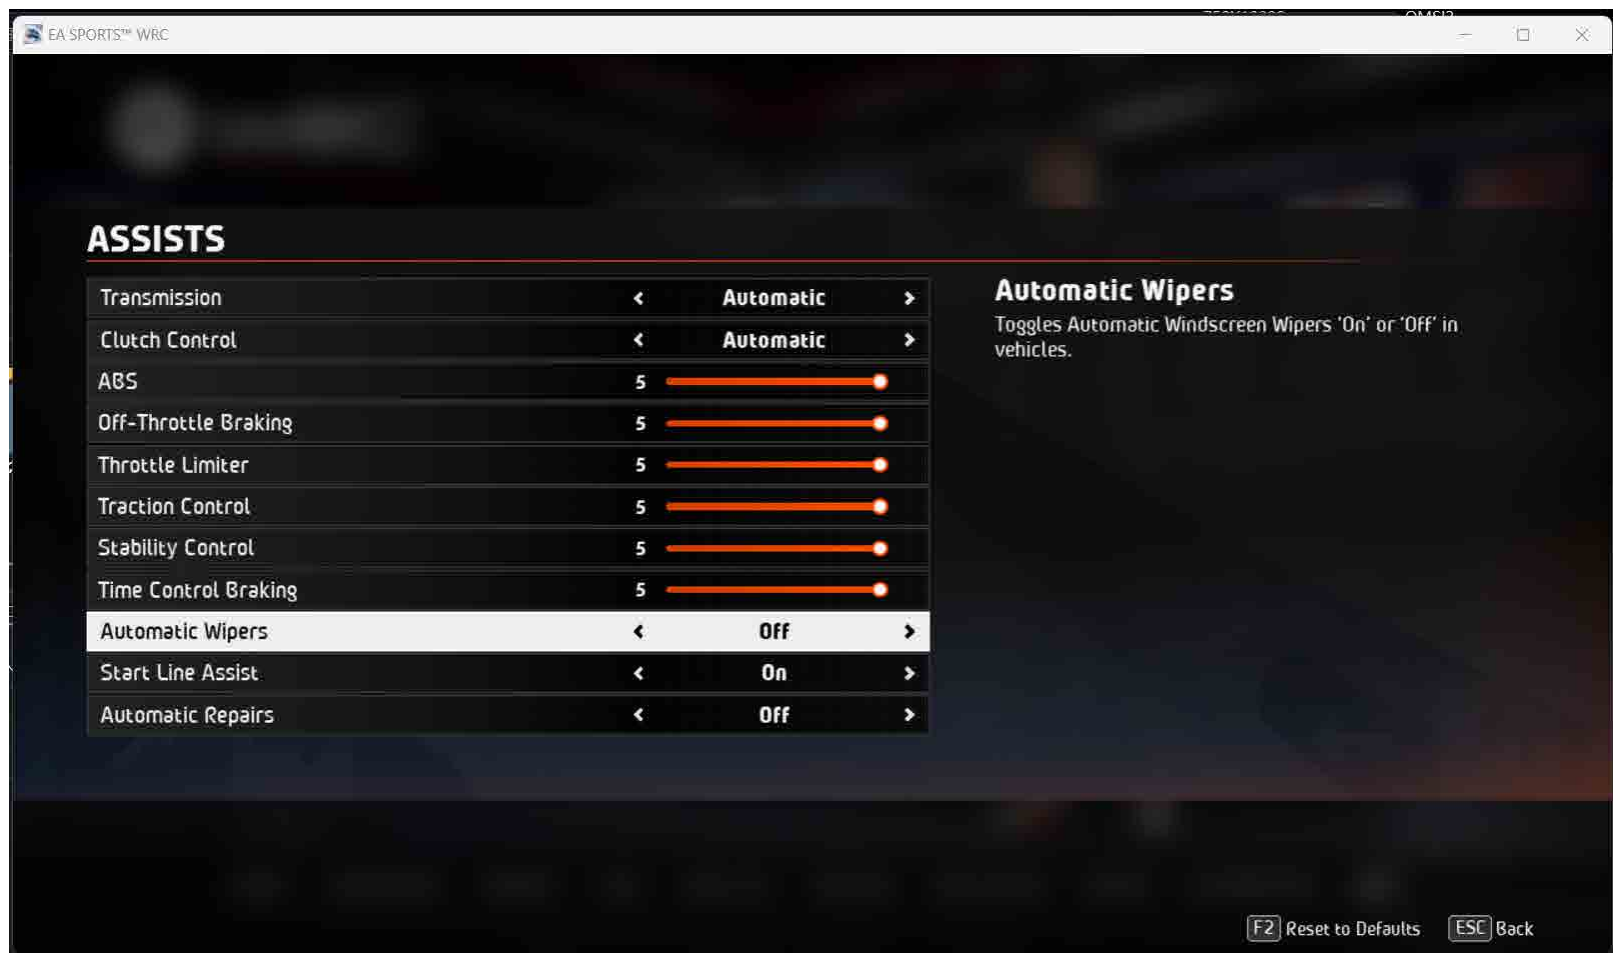 EA SPORTS™ WRC
ASSISTS
Transmission < Automatic >
Clutch Control < Automatic >
ABS 5
Off-Throttle Braking 5
Throttle Limiter 5
Traction Control 5
Stability Control 5
Time Control Braking 5
Automatic Wipers < Off >
Start Line Assist < On >
Automatic Repairs < Off >
Automatic Wipers
Toggles Automatic Windscreen Wipers 'On' or 'Off' in
vehicles.
F2 Reset to Defaults ESC Back